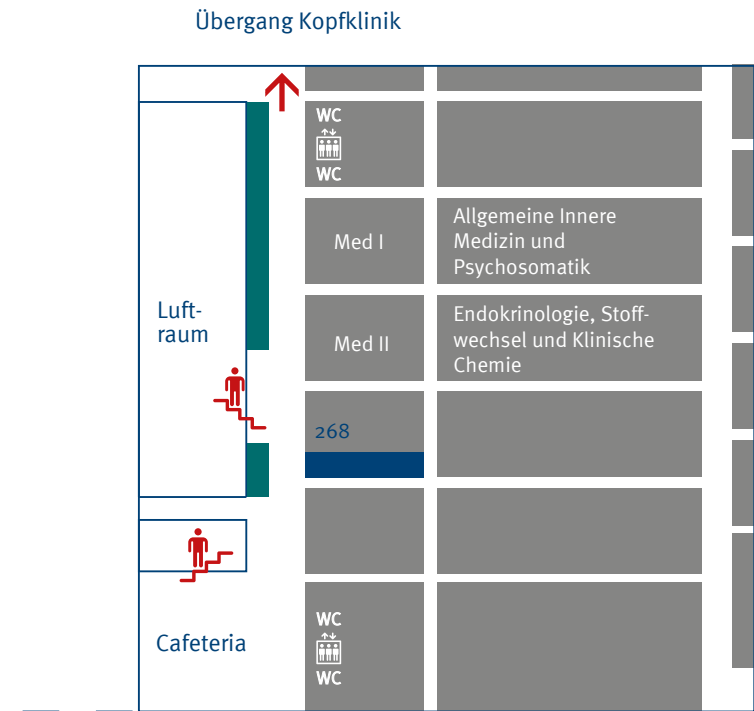 Übergang Kopfklinik
WC
WC
Med I
Allgemeine Innere
Medizin und
Psychosomatik
Luft-
raum
Med II
Endokrinologie, Stoff-
wechsel und Klinische
Chemie
268
Cafeteria
WC
WC